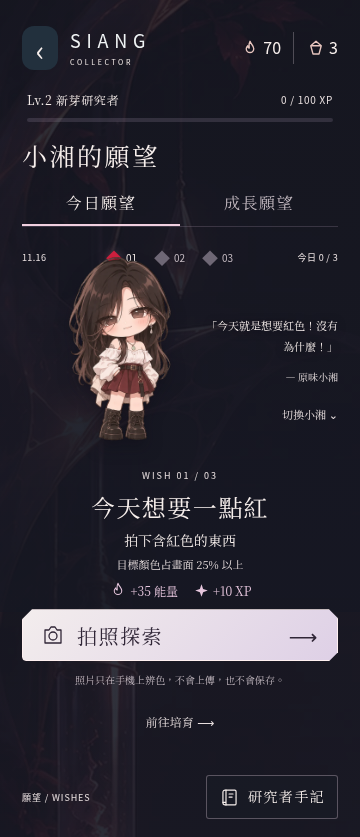 SIANG
COLLECTOR
70
3
Lv.2 新芽研究者
0 / 100 XP
小湘的願望
今日願望
成長願望
11.16
01
02
03
今日 0 / 3
「今天就是想要紅色！沒有
為什麼！」
— 原味小湘
切換小湘
WISH 01 / 03
今天想要一點紅
拍下含紅色的東西
目標顏色占畫面 25% 以上
+35 能量
+10 XP
拍照探索 ⟶
照片只在手機上辨色，不會上傳，也不會保存。
前往培育 ⟶
願望 / WISHES
研究者手記